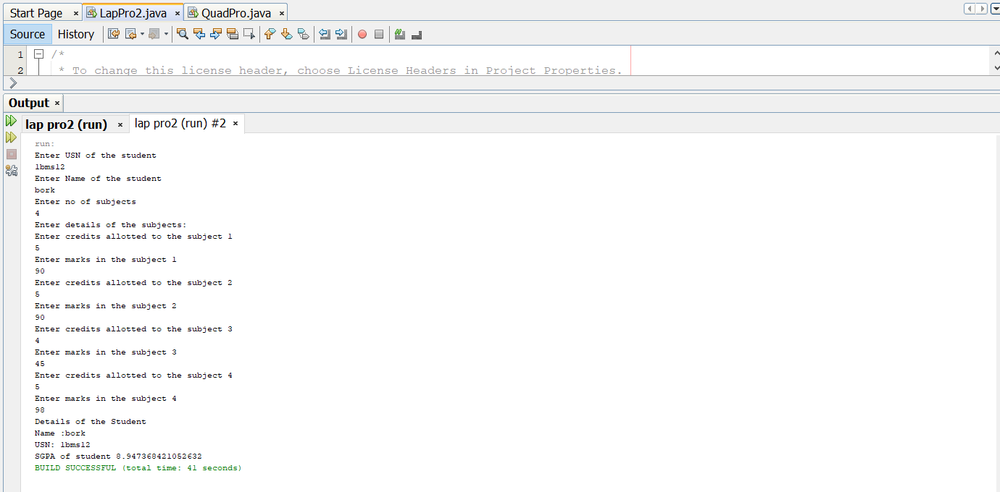 Start Page × LapPro2.java × QuadPro.java ×
Source History
1 /*
2 * To change this license header, choose License Headers in Project Properties.
Output ×
lap pro2 (run) × lap pro2 (run) #2 ×
run:
Enter USN of the student
1bms12
Enter Name of the student
bork
Enter no of subjects
4
Enter details of the subjects:
Enter credits allotted to the subject 1
5
Enter marks in the subject 1
90
Enter credits allotted to the subject 2
5
Enter marks in the subject 2
90
Enter credits allotted to the subject 3
4
Enter marks in the subject 3
45
Enter credits allotted to the subject 4
5
Enter marks in the subject 4
98
Details of the Student
Name :bork
USN: 1bms12
SGPA of student 8.947368421052632
BUILD SUCCESSFUL (total time: 41 seconds)